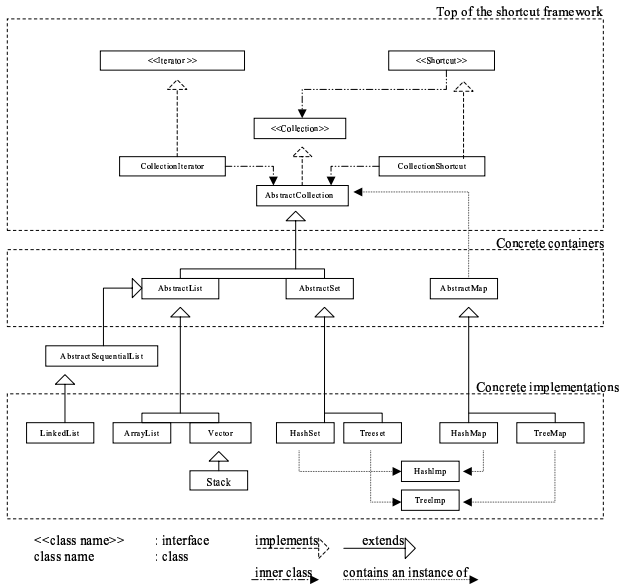 Top of the shortcut framework
<<Iterator >>
<<Shortcut>>
<<Collection>>
CollectionIterator
CollectionShortcut
AbstractCollection
Concrete containers
AbstractList
AbstractSet
AbstractMap
AbstractSequentialList
Concrete implementations
LinkedList
ArrayList
Vector
HashSet
Treeset
HashMap
TreeMap
HashImp
Stack
TreeImp
<<class name>> : interface implements extends
class name : class
inner class contains an instance of